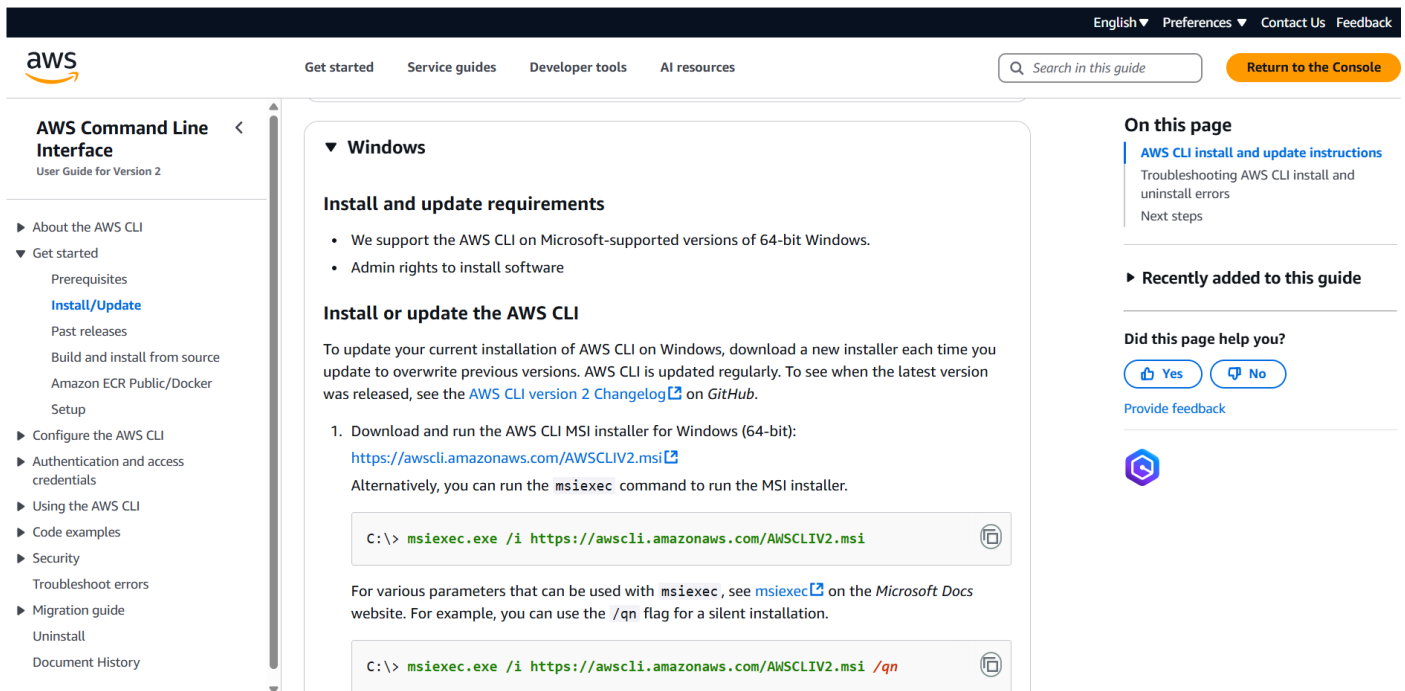 English▼ Preferences ▼ Contact Us Feedback
aws
Get started Service guides Developer tools AI resources
Search in this guide
Return to the Console
AWS Command Line
Interface
User Guide for Version 2
About the AWS CLI
Get started
Prerequisites
Install/Update
Past releases
Build and install from source
Amazon ECR Public/Docker
Setup
Configure the AWS CLI
Authentication and access
credentials
Using the AWS CLI
Code examples
Security
Troubleshoot errors
Migration guide
Uninstall
Document History
▼ Windows
Install and update requirements
• We support the AWS CLI on Microsoft-supported versions of 64-bit Windows.
• Admin rights to install software
Install or update the AWS CLI
To update your current installation of AWS CLI on Windows, download a new installer each time you
update to overwrite previous versions. AWS CLI is updated regularly. To see when the latest version
was released, see the AWS CLI version 2 Changelog on GitHub.
1. Download and run the AWS CLI MSI installer for Windows (64-bit):
https://awscli.amazonaws.com/AWSCLIV2.msi
Alternatively, you can run the msiexec command to run the MSI installer.
C:\> msiexec.exe /i https://awscli.amazonaws.com/AWSCLIV2.msi
For various parameters that can be used with msiexec, see msiexec on the Microsoft Docs
website. For example, you can use the /qn flag for a silent installation.
C:\> msiexec.exe /i https://awscli.amazonaws.com/AWSCLIV2.msi /qn
On this page
AWS CLI install and update instructions
Troubleshooting AWS CLI install and
uninstall errors
Next steps
Recently added to this guide
Did this page help you?
Yes No
Provide feedback